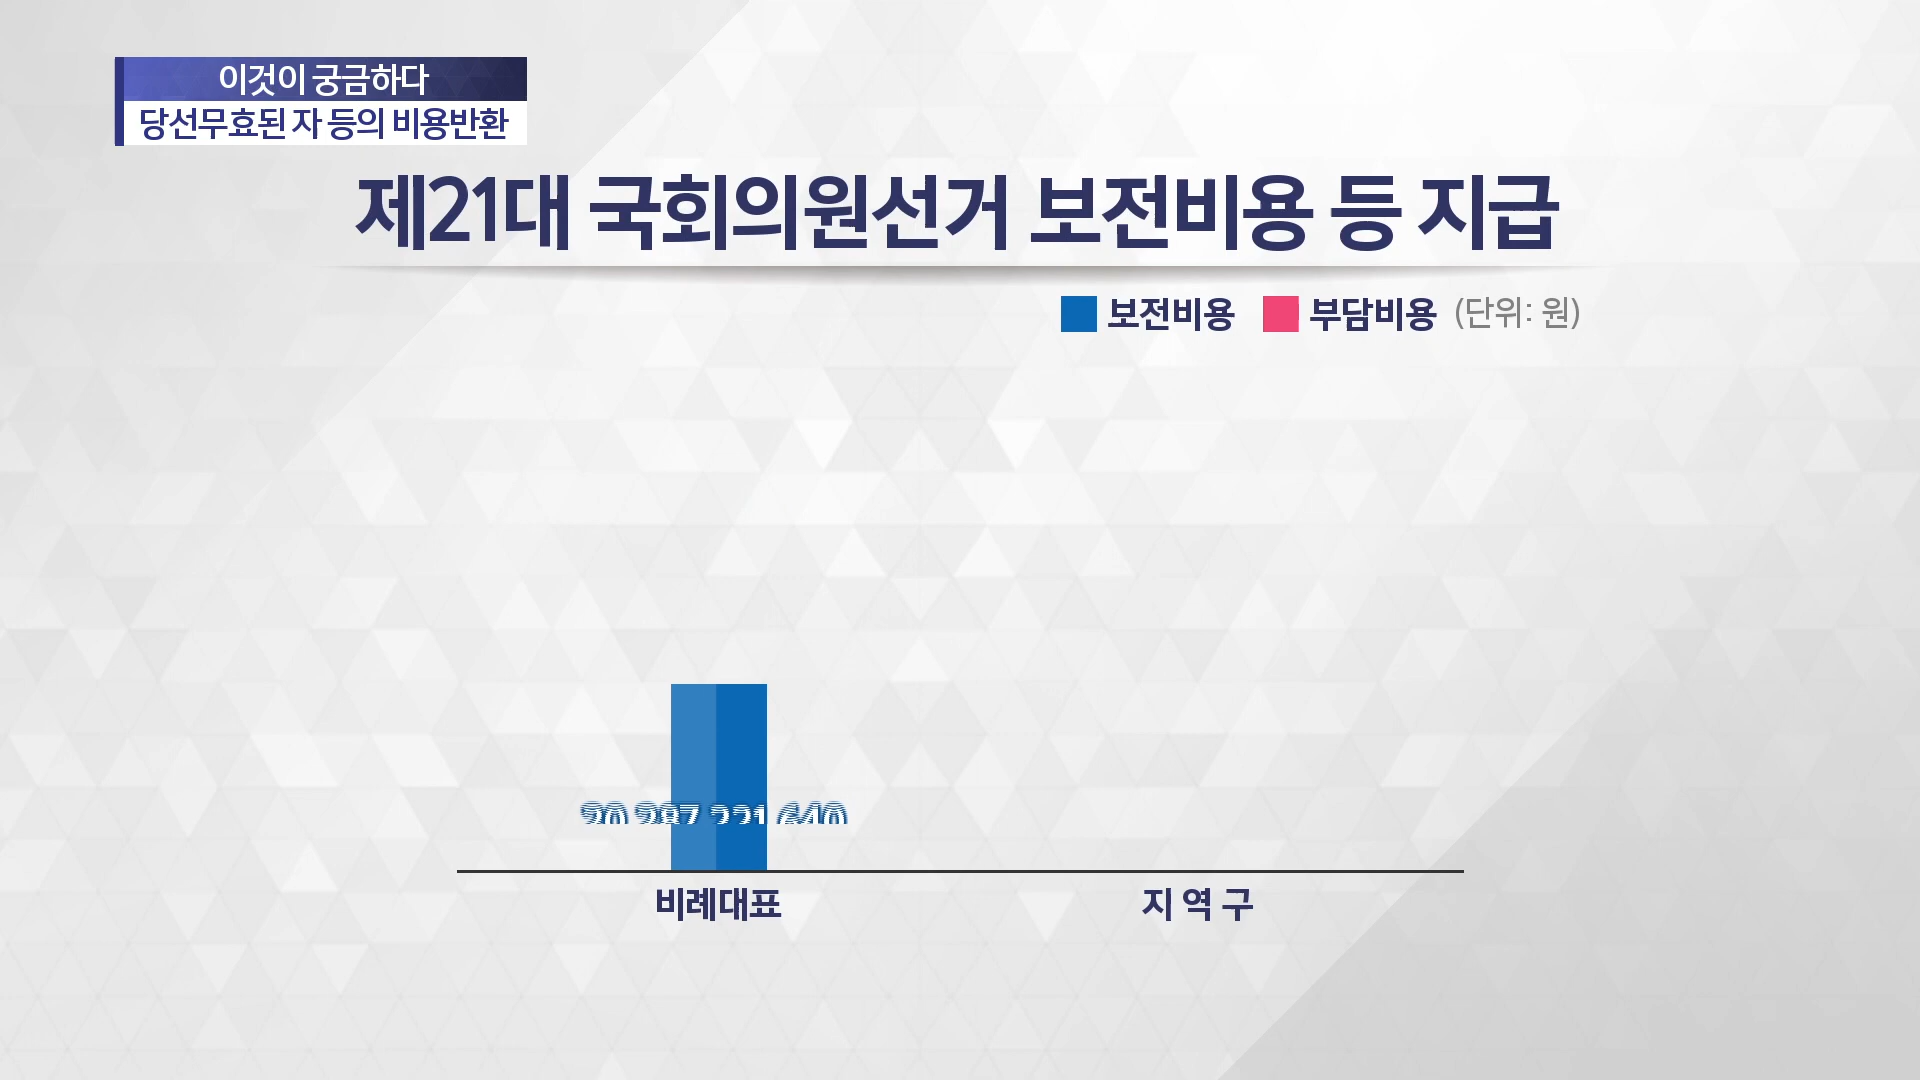 이것이 궁금하다
당선무효된 자 등의 비용반환
제21대 국회의원선거 보전비용 등 지급
보전비용 부담비용 (단위: 원)
비례대표 지 역 구